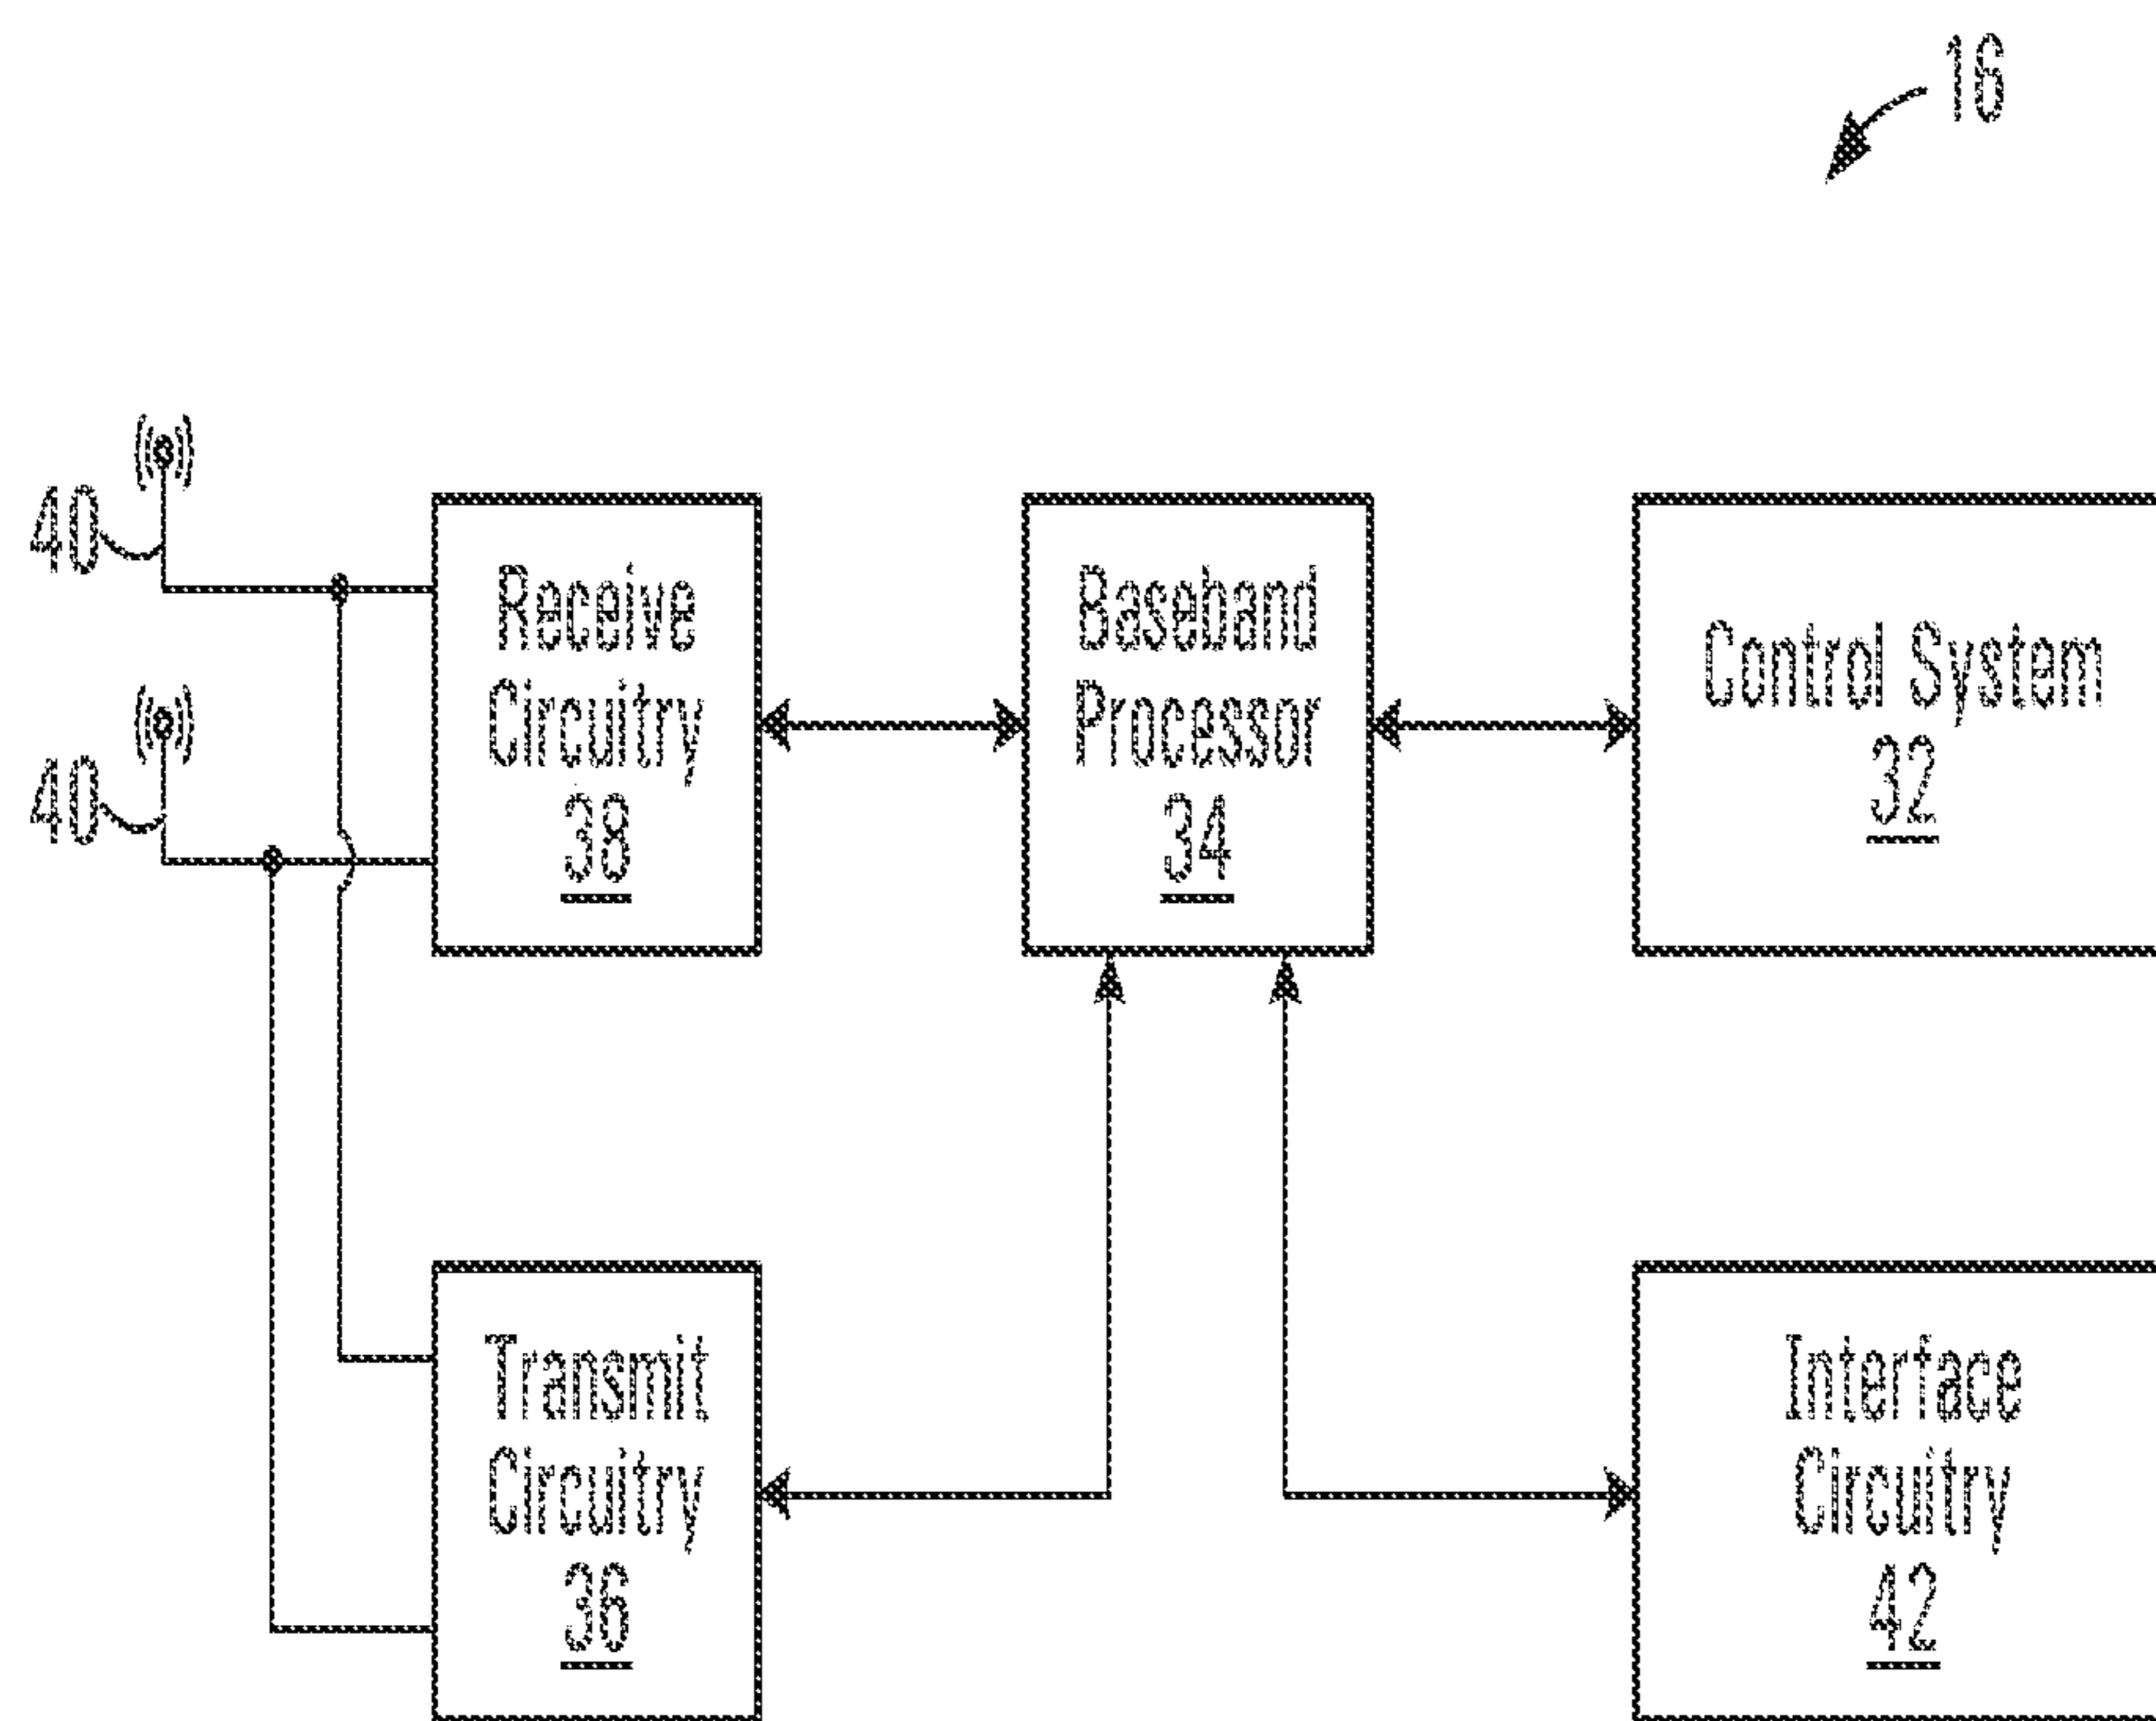 16
40
40
Receive
Circuitry
38
Baseband
Processor
34
Control System
32
Transmit
Circuitry
36
Interface
Circuitry
42